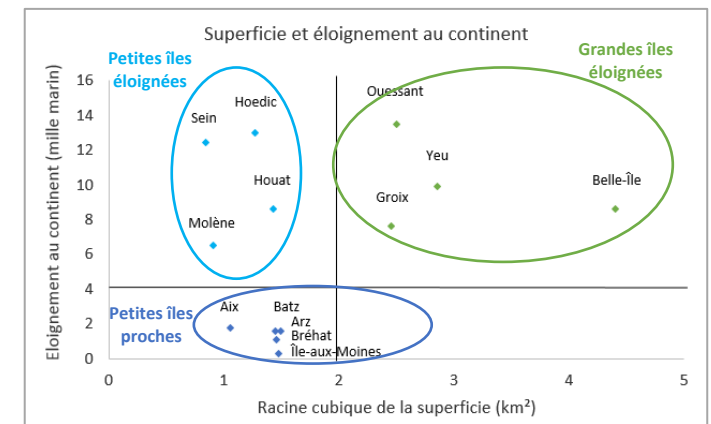 Superficie et éloignement au continent
Petites îles
éloignées
Grandes îles
éloignées
Eloignement au continent (mille marin)
16
14
12
10
8
6
4
2
0
Ouessant
Hoedic
Sein
Yeu
Houat
Belle-Île
Groix
Molène
Petites îles
proches
Aix
Batz
Arz
Bréhat
Île-aux-Moines
0
1
2
3
4
5
Racine cubique de la superficie (km²)